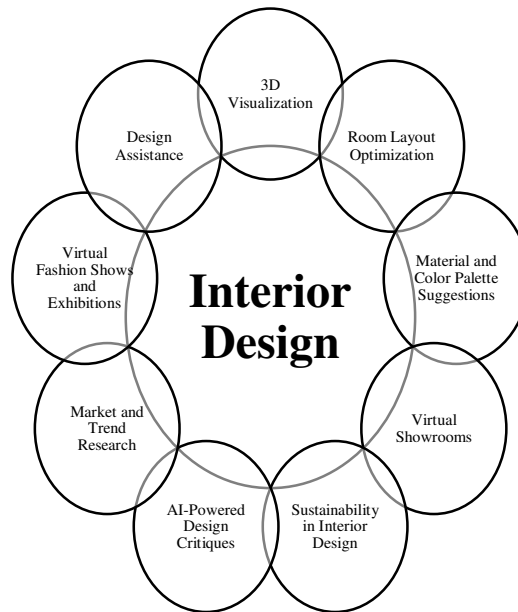 3D
Visualization
Room Layout
Optimization
Material and
Color Palette
Suggestions
Virtual
Showrooms
Sustainability
in Interior
Design
AI-Powered
Design
Critiques
Market and
Trend
Research
Virtual
Fashion Shows
and
Exhibitions
Design
Assistance
Interior
Design